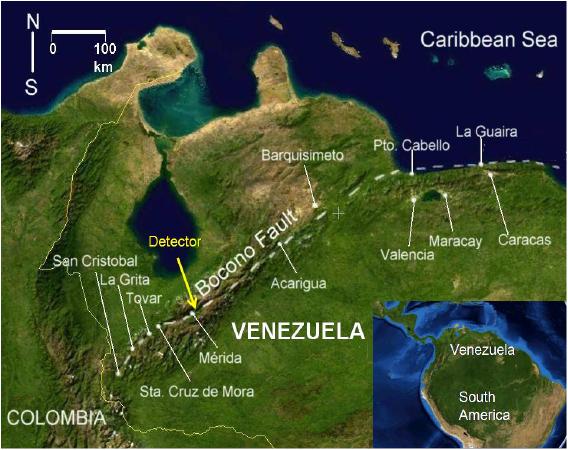 N
0 100
km
S
Caribbean Sea
La Guaira
Pto. Cabello
Barquisimeto
Detector
Bocono Fault
Valencia
Maracay
Caracas
San Cristobal
La Grita
Tovar
Acarigua
VENEZUELA
Mérida
Sta. Cruz de Mora
COLOMBIA
Venezuela
South
America